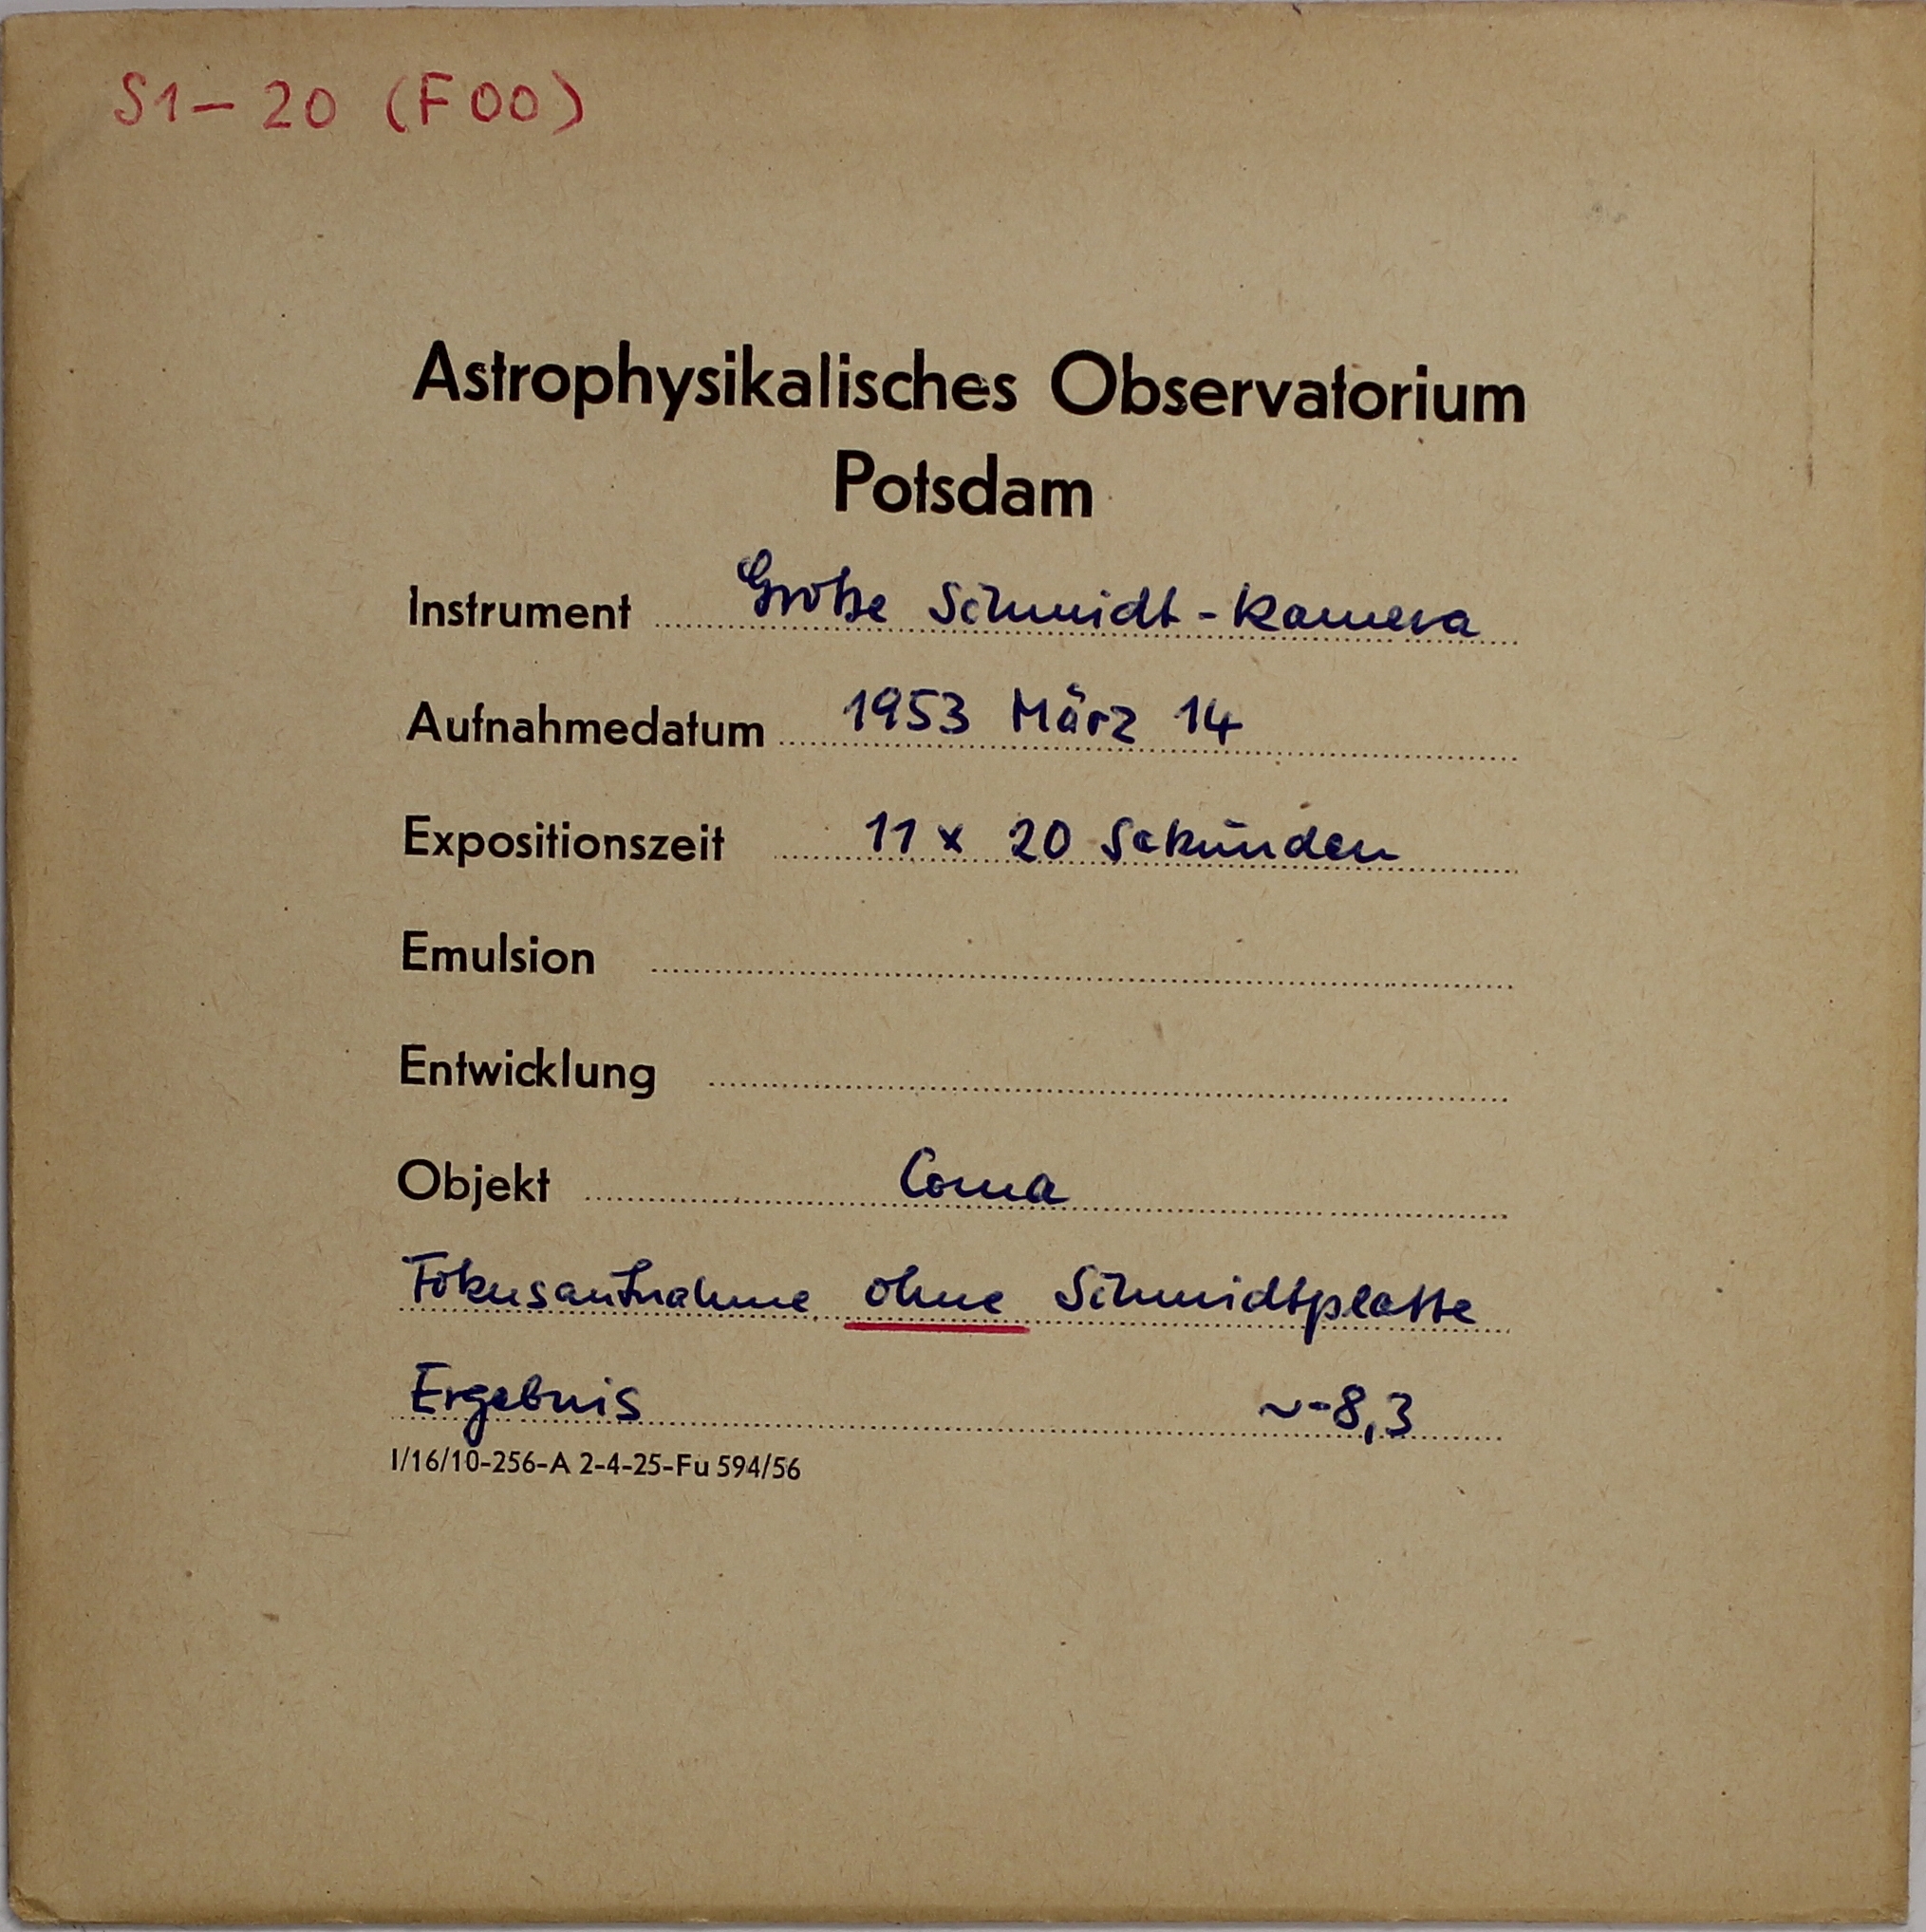 S1 – 20 (F00)
Astrophysikalisches Observatorium
Potsdam
Instrument Große Schmidt-Kamera
Aufnahmedatum 1953 März 14
Expositionszeit 11 x 20 Sekunden
Emulsion
Entwicklung
Objekt Coma
Fokusaufnahme ohne Schmidtplatte
Ergebnis ~-8,3
I/16/10-256-A 2-4-25-Fu 594/56